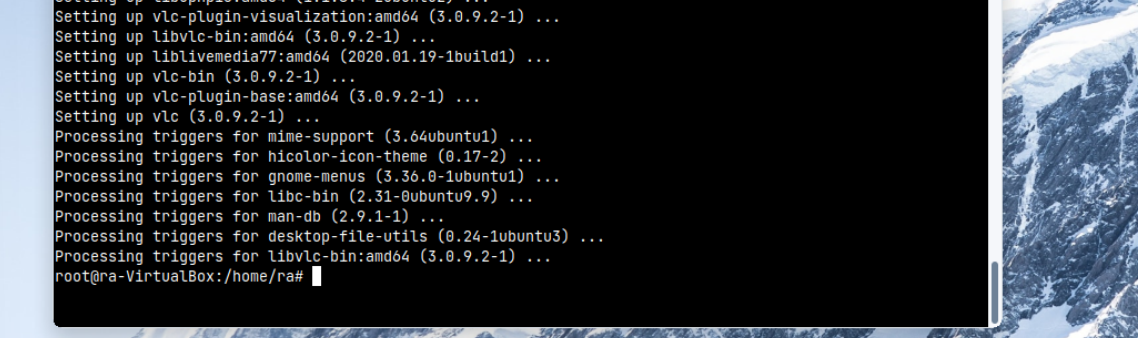 Setting up vlc-plugin-visualization:amd64 (3.0.9.2-1) ...
Setting up libvlc-bin:amd64 (3.0.9.2-1) ...
Setting up liblivemedia77:amd64 (2020.01.19-1build1) ...
Setting up vlc-bin (3.0.9.2-1) ...
Setting up vlc-plugin-base:amd64 (3.0.9.2-1) ...
Setting up vlc (3.0.9.2-1) ...
Processing triggers for mime-support (3.64ubuntu1) ...
Processing triggers for hicolor-icon-theme (0.17-2) ...
Processing triggers for gnome-menus (3.36.0-1ubuntu1) ...
Processing triggers for libc-bin (2.31-0ubuntu9.9) ...
Processing triggers for man-db (2.9.1-1) ...
Processing triggers for desktop-file-utils (0.24-1ubuntu3) ...
Processing triggers for libvlc-bin:amd64 (3.0.9.2-1) ...
root@ra-VirtualBox:/home/ra#